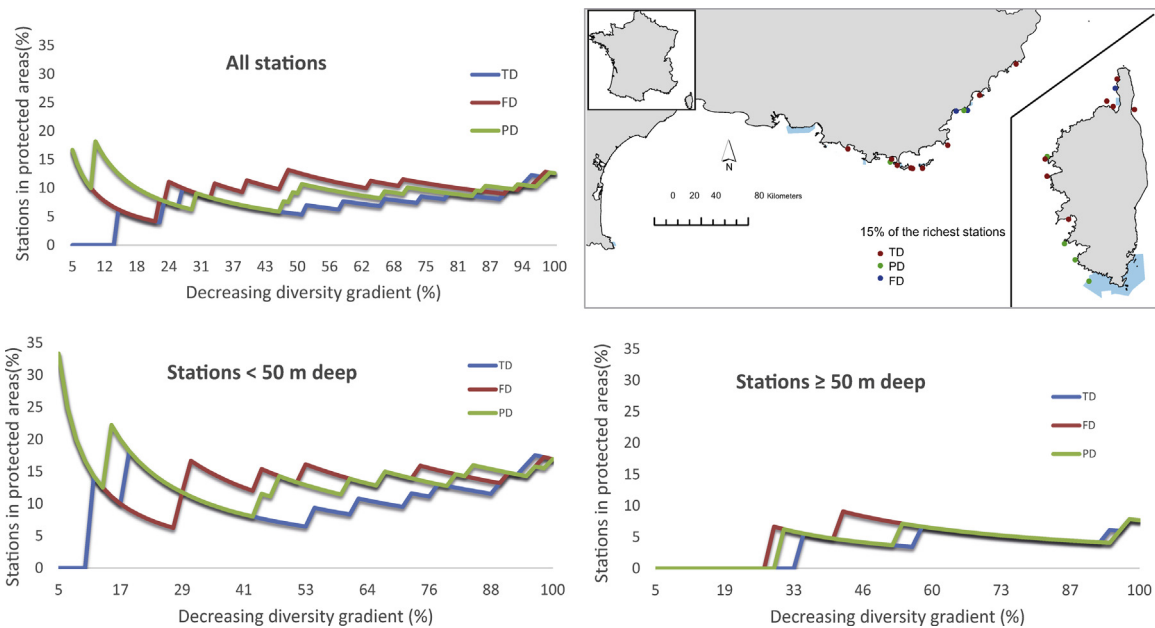 All stations
Stations in protected areas(%)
35
30
25
20
15
10
5
0
TD
FD
PD
5 12 18 24 31 37 43 50 56 62 68 75 81 87 94 100
Decreasing diversity gradient (%)
N
0 20 40 80 Kilometers
15% of the richest stations
TD
PD
FD
Stations < 50 m deep
Stations in protected areas(%)
35
30
25
20
15
10
5
0
TD
FD
PD
5 17 29 41 52 64 76 88 100
Decreasing diversity gradient (%)
Stations ≥ 50 m deep
Stations in protected areas(%)
35
30
25
20
15
10
5
0
TD
FD
PD
5 19 33 46 60 73 87 100
Decreasing diversity gradient (%)